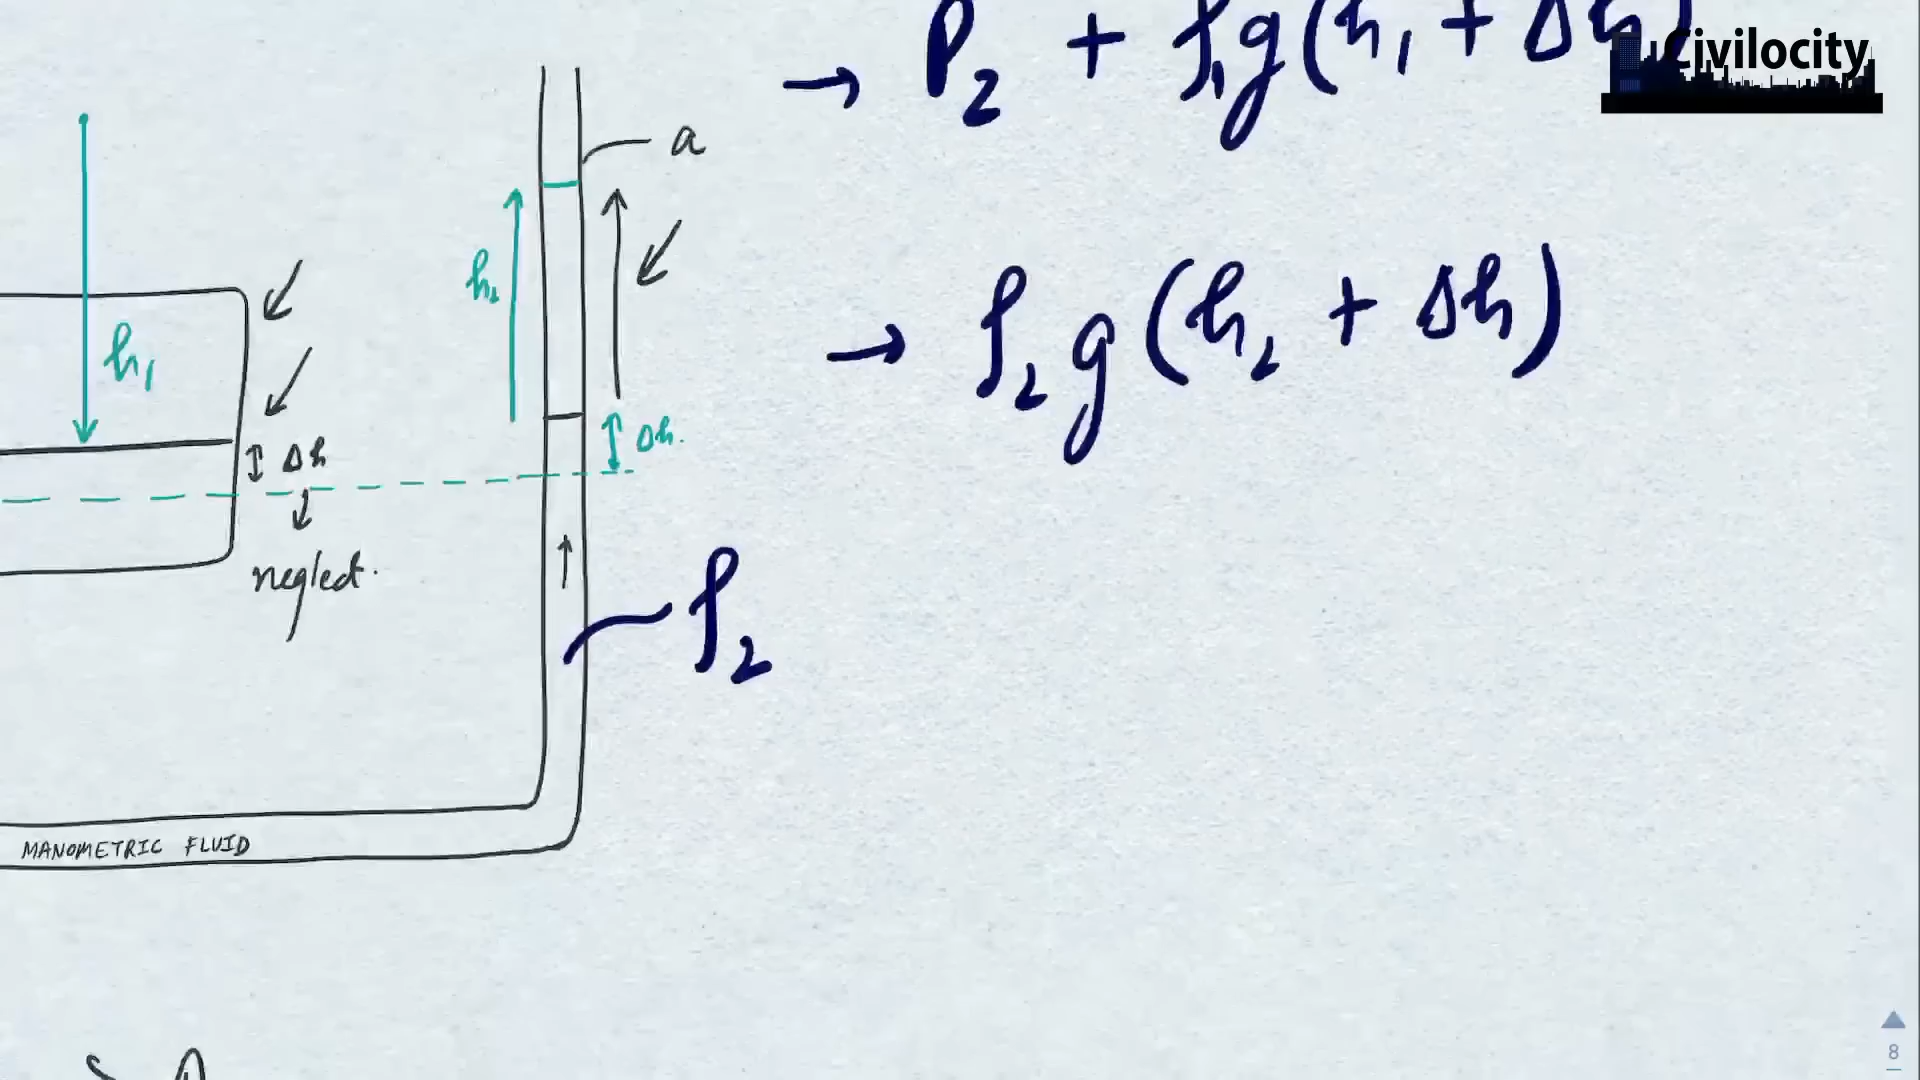 → P₂ + ρ₁g(h₁ + Δh)
Civilocity
a
h₂
→ ρ₂g(h₂ + Δh)
h₁
Δh.
Δh
neglect.
ρ₂
MANOMETRIC FLUID
8